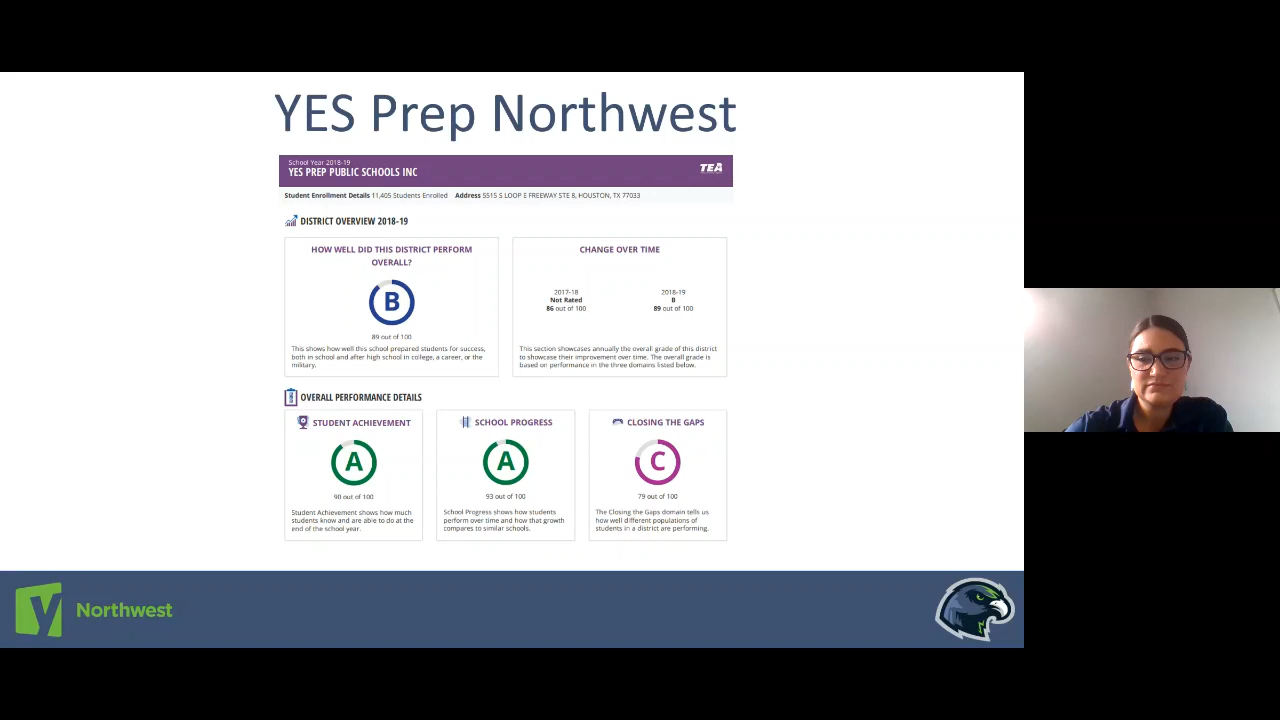 YES Prep Northwest
School Year 2018-19
YES PREP PUBLIC SCHOOLS INC
TEA
Student Enrollment Details 11,405 Students Enrolled Address 5515 S LOOP E FREEWAY STE B, HOUSTON, TX 77033
DISTRICT OVERVIEW 2018-19
HOW WELL DID THIS DISTRICT PERFORM
OVERALL?
B
89 out of 100
This shows how well this school prepared students for success,
both in school and after high school in college, a career, or the
military.
CHANGE OVER TIME
2017-18
Not Rated
86 out of 100
2018-19
B
89 out of 100
This section showcases annually the overall grade of this district
to showcase their improvement over time. The overall grade is
based on performance in the three domains listed below.
OVERALL PERFORMANCE DETAILS
STUDENT ACHIEVEMENT
A
90 out of 100
Student Achievement shows how much
students know and are able to do at the
end of the school year.
SCHOOL PROGRESS
A
93 out of 100
School Progress shows how students
perform over time and how that growth
compares to similar schools.
CLOSING THE GAPS
C
79 out of 100
The Closing the Gaps domain tells us
how well different populations of
students in a district are performing.
Y Northwest